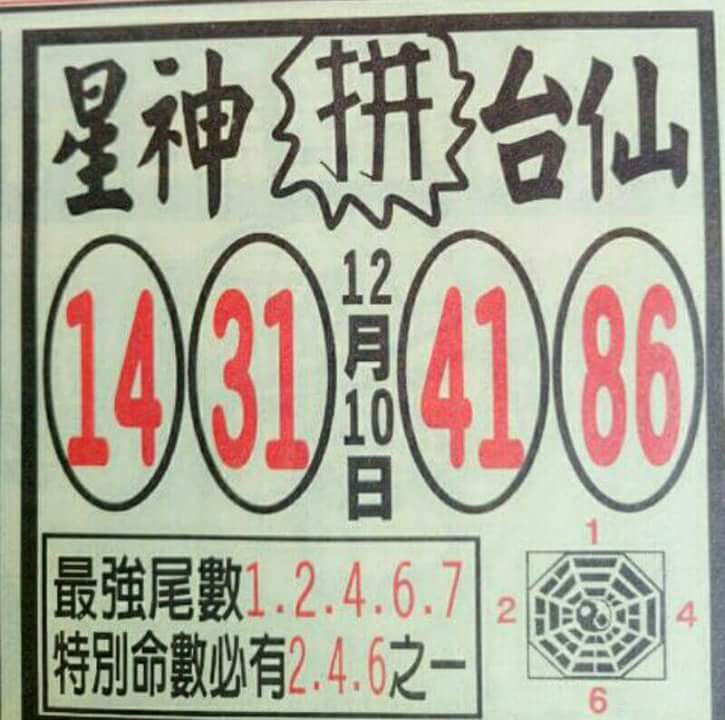 星神拼台仙
14 31 12月10日 41 86
最強尾數1.2.4.6.7
特別命數必有2.4.6之一
1
2 4
6